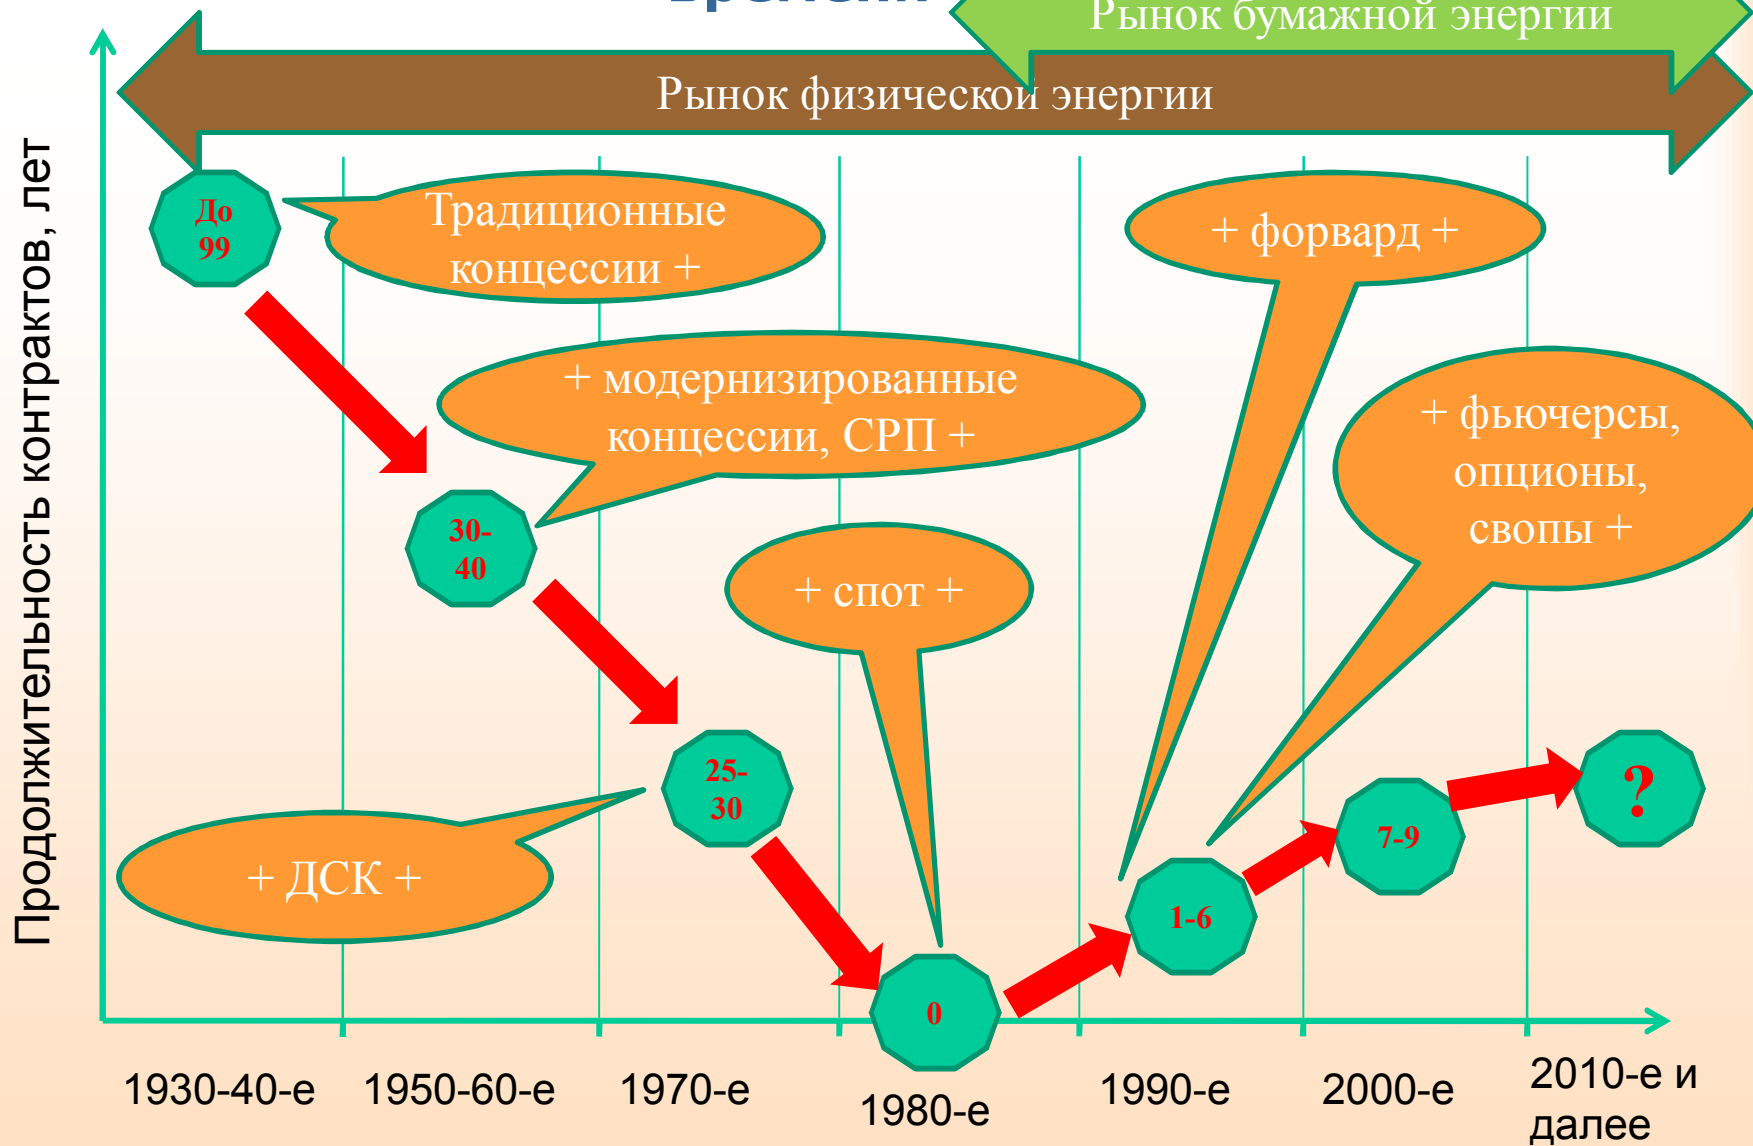 Рынок бумажной энергии
Рынок физической энергии
Продолжительность контрактов, лет
До
99
Традиционные
концессии +
+ форвард +
+ модернизированные
концессии, СРП +
+ фьючерсы,
опционы,
свопы +
30-
40
+ спот +
25-
30
?
7-9
+ ДСК +
1-6
0
1930-40-е
1950-60-е
1970-е
1980-е
1990-е
2000-е
2010-е и
далее